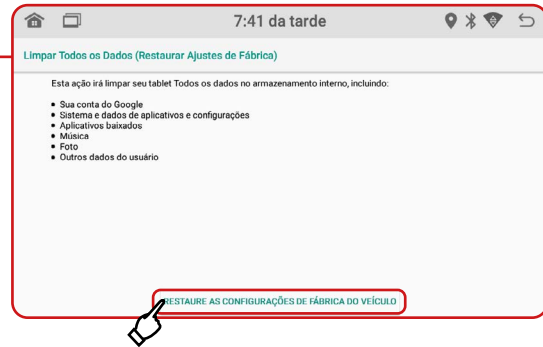 7:41 da tarde
Limpar Todos os Dados (Restaurar Ajustes de Fábrica)
Esta ação irá limpar seu tablet Todos os dados no armazenamento interno, incluindo:
• Sua conta do Google
• Sistema e dados de aplicativos e configurações
• Aplicativos baixados
• Música
• Foto
• Outros dados do usuário
RESTAURE AS CONFIGURAÇÕES DE FÁBRICA DO VEÍCULO